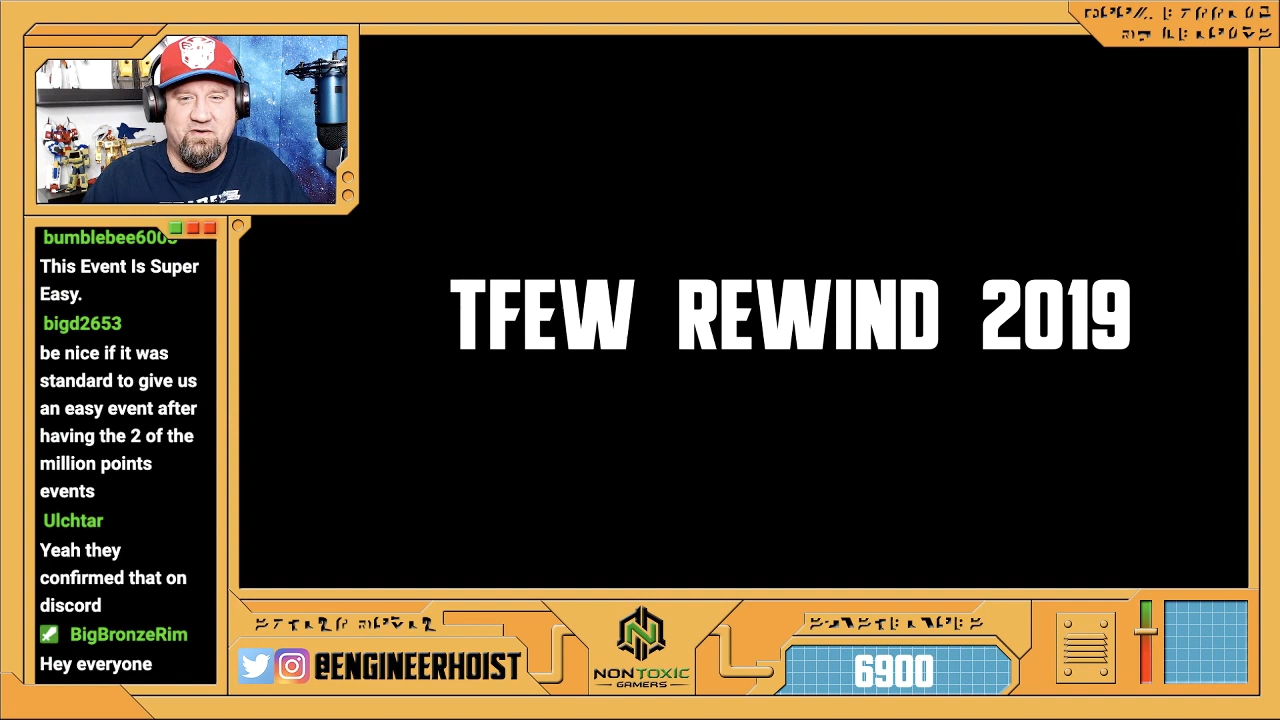 bumblebee600
This Event Is Super
Easy.
bigd2653
be nice if it was
standard to give us
an easy event after
having the 2 of the
million points
events
Ulchtar
Yeah they
confirmed that on
discord
BigBronzeRim
Hey everyone
TFEW REWIND 2019
@ENGINEERHOIST
NONTOXIC
GAMERS
6900